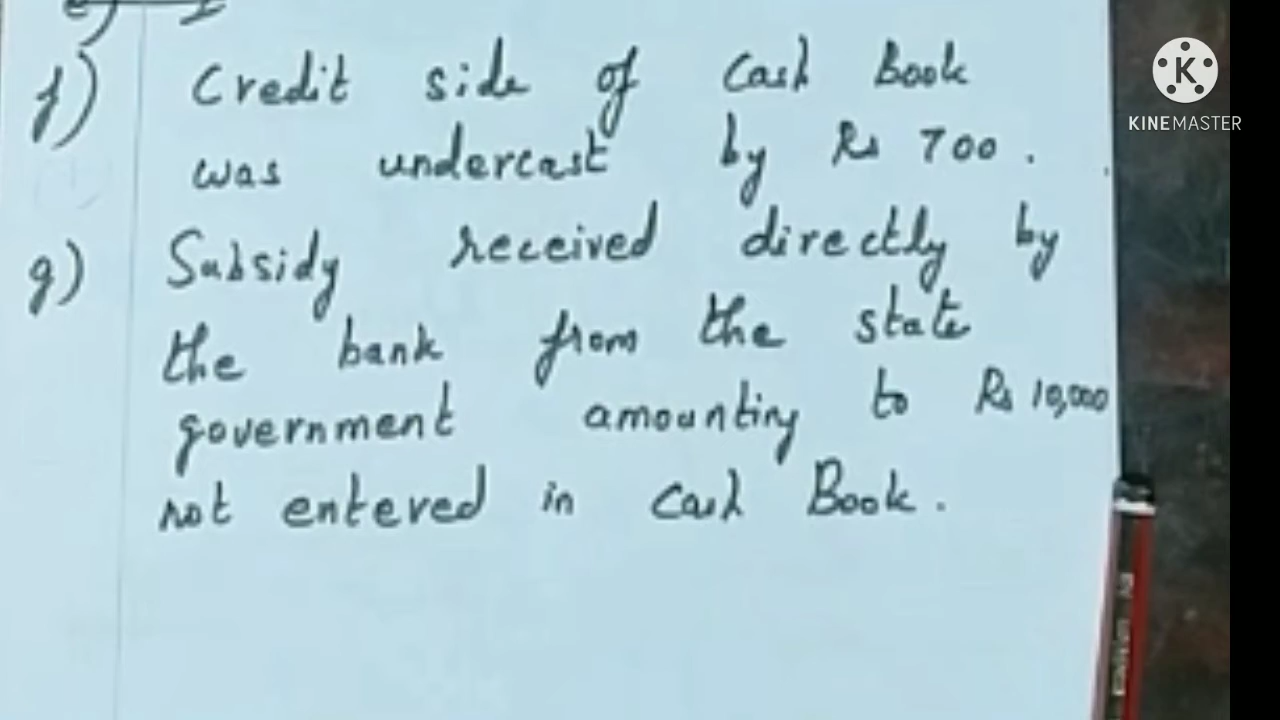 f) Credit side of Cash Book
was undercast by Rs 700.
g) Subsidy received directly by
the bank from the state
government amounting to Rs 10,000
not entered in Cash Book.
K
KINEMASTER